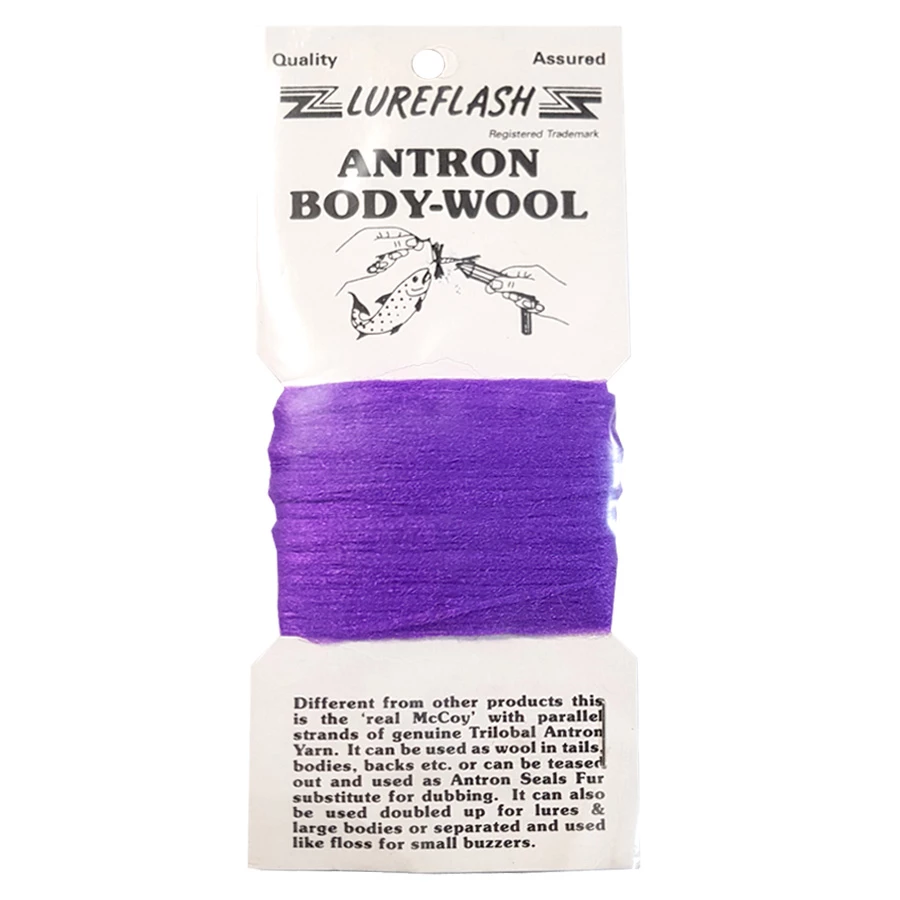 Quality Assured
LUREFLASH
Registered Trademark
ANTRON
BODY-WOOL
Different from other products this
is the 'real McCoy' with parallel
strands of genuine Trilobal Antron
Yarn. It can be used as wool in tails,
bodies, backs etc. or can be teased
out and used as Antron Seals Fur
substitute for dubbing. It can also
be used doubled up for lures &
large bodies or separated and used
like floss for small buzzers.